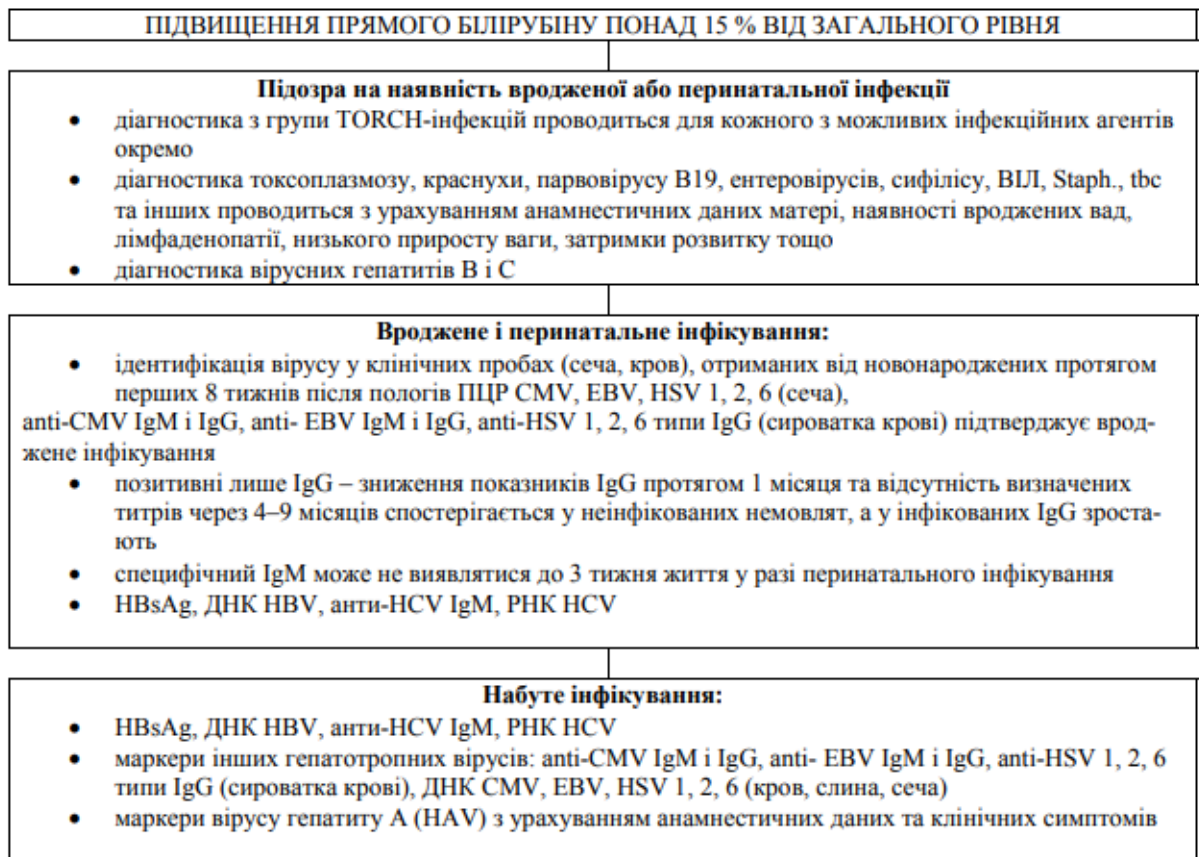 ПІДВИЩЕННЯ ПРЯМОГО БІЛІРУБІНУ ПОНАД 15 % ВІД ЗАГАЛЬНОГО РІВНЯ
Підозра на наявність вродженої або перинатальної інфекції
• діагностика з групи TORCH-інфекцій проводиться для кожного з можливих інфекційних агентів
окремо
• діагностика токсоплазмозу, краснухи, парвовірусу В19, ентеровірусів, сифілісу, ВІЛ, Staph., tbc
та інших проводиться з урахуванням анамнестичних даних матері, наявності вроджених вад,
лімфаденопатії, низького приросту ваги, затримки розвитку тощо
• діагностика вірусних гепатитів В і С
Вроджене і перинатальне інфікування:
• ідентифікація вірусу у клінічних пробах (сеча, кров), отриманих від новонароджених протягом
перших 8 тижнів після пологів ПЦР CMV, EBV, HSV 1, 2, 6 (сеча),
anti-CMV IgM і IgG, anti- EBV IgM і IgG, anti-HSV 1, 2, 6 типи IgG (сироватка крові) підтверджує врод-
жене інфікування
• позитивні лише IgG – зниження показників IgG протягом 1 місяця та відсутність визначених
титрів через 4–9 місяців спостерігається у неінфікованих немовлят, а у інфікованих IgG зроста-
ють
• специфічний IgM може не виявлятися до 3 тижня життя у разі перинатального інфікування
• HBsAg, ДНК HBV, анти-HCV IgM, РНК HCV
Набуте інфікування:
• HBsAg, ДНК HBV, анти-HCV IgM, РНК HCV
• маркери інших гепатотропних вірусів: anti-CMV IgM і IgG, anti- EBV IgM і IgG, anti-HSV 1, 2, 6
типи IgG (сироватка крові), ДНК CMV, EBV, HSV 1, 2, 6 (кров, слина, сеча)
• маркери вірусу гепатиту А (HAV) з урахуванням анамнестичних даних та клінічних симптомів